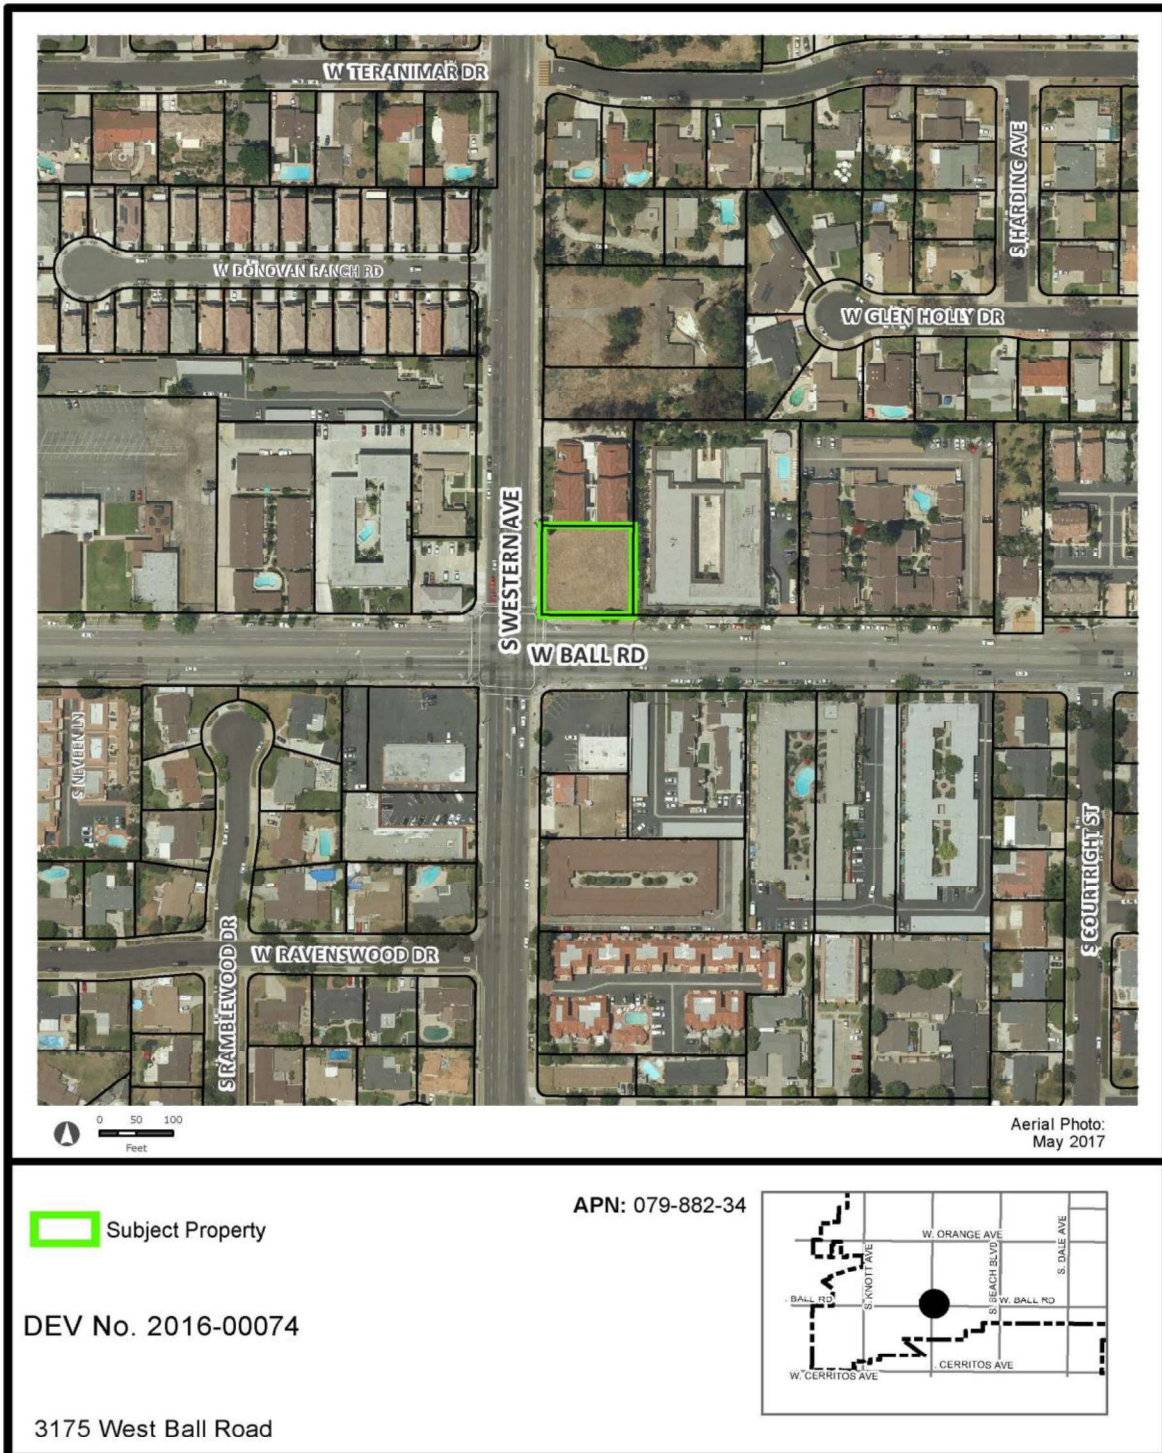 W TERANIMAR DR
S HARDING AVE
W DONOVAN RANCH RD
W GLEN HOLLY DR
S WESTERN AVE
W BALL RD
S NEVEEN LN
S COURTRIGHT ST
W RAVENSWOOD DR
S RAMBLEWOOD DR
0 50 100
Feet
Aerial Photo:
May 2017
Subject Property
APN: 079-882-34
DEV No. 2016-00074
3175 West Ball Road
W. ORANGE AVE
S. DALE AVE
S. KNOTT AVE
S. BEACH BLVD
. BALL RD
W. BALL RD
. CERRITOS AVE
W. CERRITOS AVE